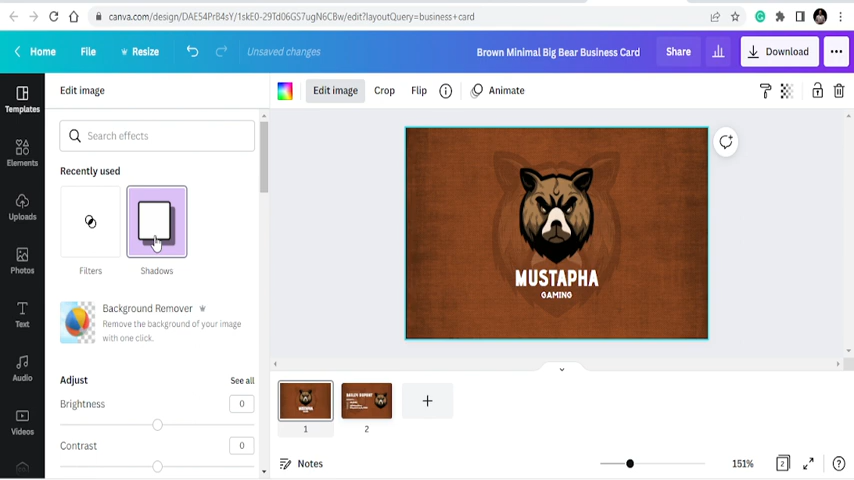 canva.com/design/DAE54PrB4sY/1skE0-29Td06GS7ugN6CBw/edit?layoutQuery=business+card
Home
File
Resize
Unsaved changes
Brown Minimal Big Bear Business Card
Share
Download
Templates
Elements
Uploads
Photos
Text
Audio
Videos
Edit image
Search effects
Recently used
Filters
Shadows
Background Remover
Remove the background of your image
with one click.
Adjust
See all
Brightness
0
Contrast
0
Edit image
Crop
Flip
Animate
MUSTAPHA
GAMING
MUSTAPHA
1
2
Notes
151%
2